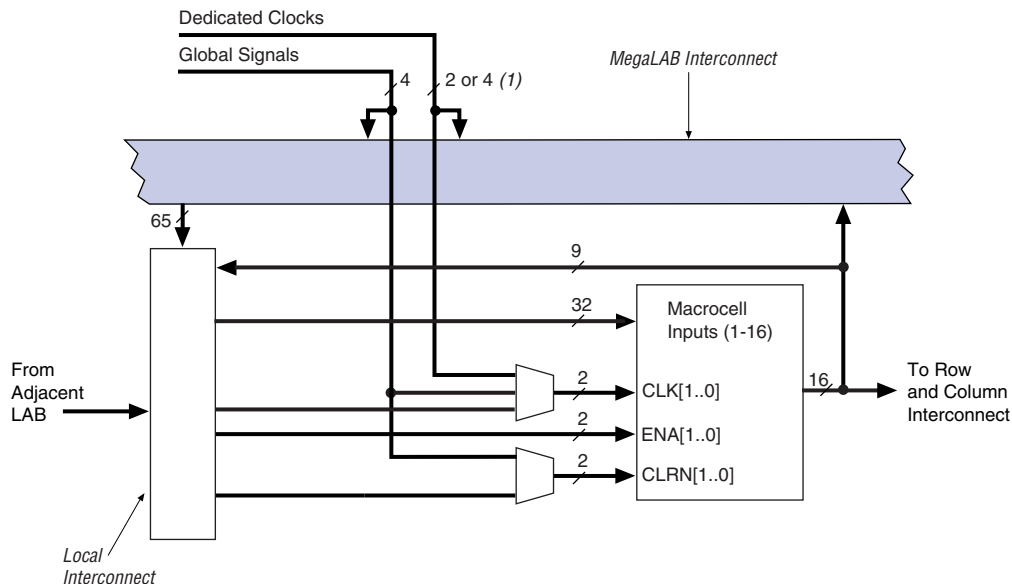 Dedicated Clocks
Global Signals
4
2 or 4 (1)
MegaLAB Interconnect
65
9
32
Macrocell
Inputs (1-16)
From
Adjacent
LAB
2
CLK[1..0]
16
To Row
and Column
Interconnect
2
ENA[1..0]
2
CLRN[1..0]
Local
Interconnect